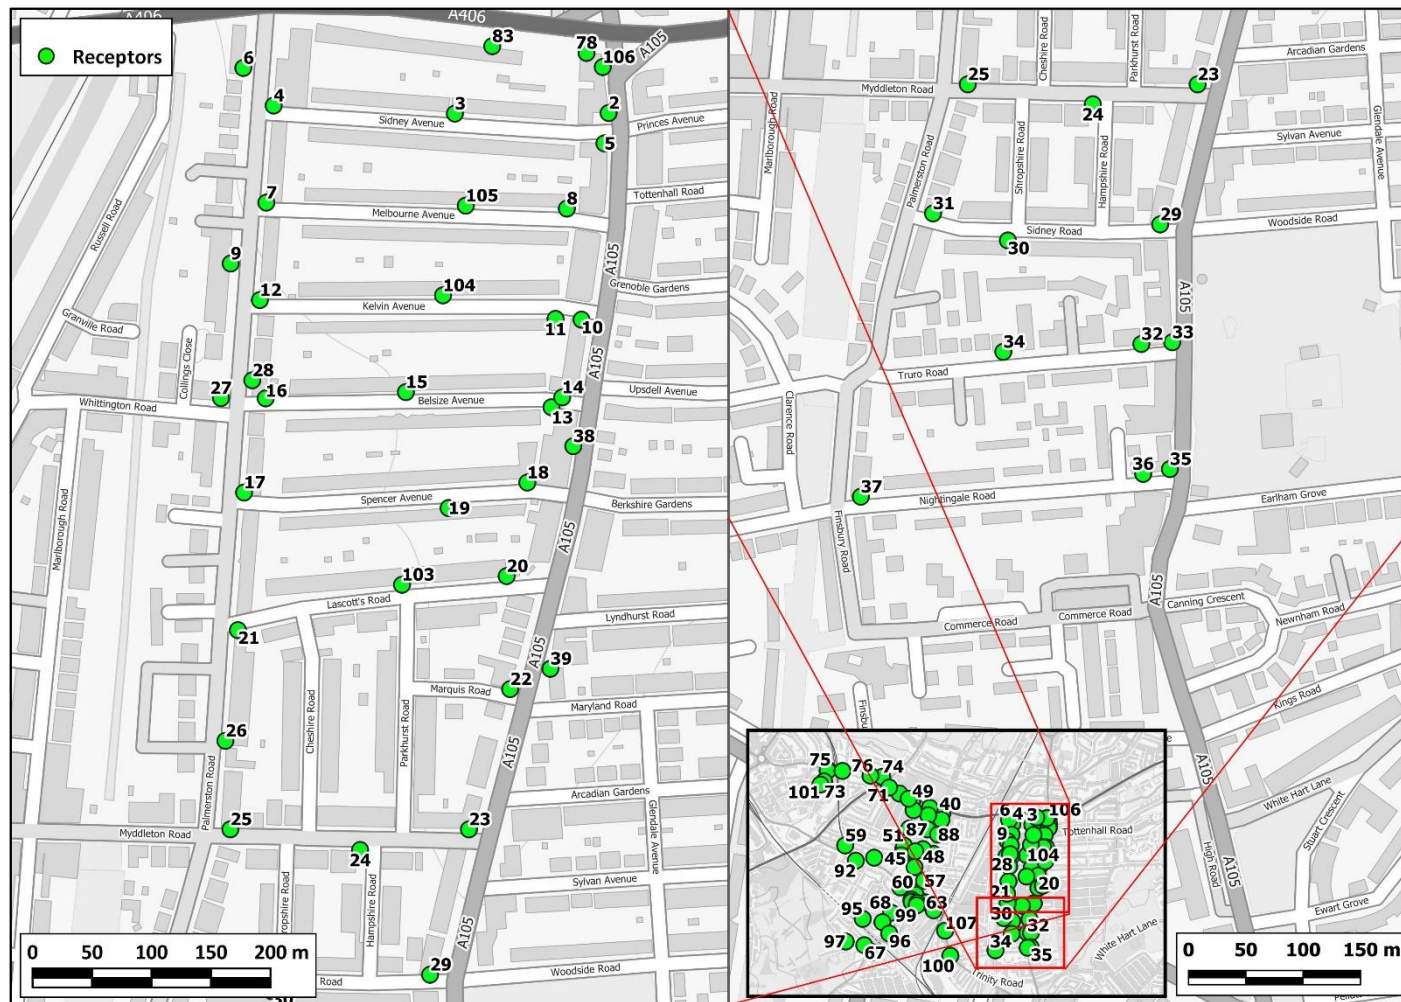 A406
A406
Receptors
83
78
106
A105
6
4
3
2
Sidney Avenue
Princes Avenue
5
7
105
8
Tottenhall Road
Melbourne Avenue
Russell Road
9
A105
12
104
Grenoble Gardens
Kelvin Avenue
Granville Road
11
10
Collings Close
A105
28
27
16
15
14
Upsdell Avenue
Whittington Road
Belsize Avenue
13
38
17
18
Spencer Avenue
Berkshire Gardens
19
Marlborough Road
A105
103
20
Lascott's Road
Lyndhurst Road
21
A105
39
22
Marquis Road
Maryland Road
26
Cheshire Road
Parkhurst Road
A105
Palmerston Road
Arcadian Gardens
25
23
Myddleton Road
24
Glendale Avenue
Sylvan Avenue
Hampshire Road
A105
29
Woodside Road
Road
0 50 100 150 200 m
Marlborough Road
Cheshire Road
Parkhurst Road
Arcadian Gardens
25
23
Myddleton Road
24
Glendale Avenue
Sylvan Avenue
Palmerston Road
Shropshire Road
Hampshire Road
31
29
Woodside Road
Sidney Road
30
A105
34
32
33
Truro Road
Clarence Road
36
35
37
Nightingale Road
Earlham Grove
Finsbury Road
A105
Canning Crescent
Commerce Road
Commerce Road
Newnham Road
Kings Road
A105
White Hart Lane
Stuart Crescent
High Road
A105
Ewart Grove
75
76
74
101
73
71
49
40
6
4
3
106
59
51
87
88
9
Tottenhall Road
92
45
48
28
104
60
57
21
20
95
68
99
63
30
97
67
96
107
34
32
100
35
White Hart Lane
Trinity Road
0 50 100 150 m